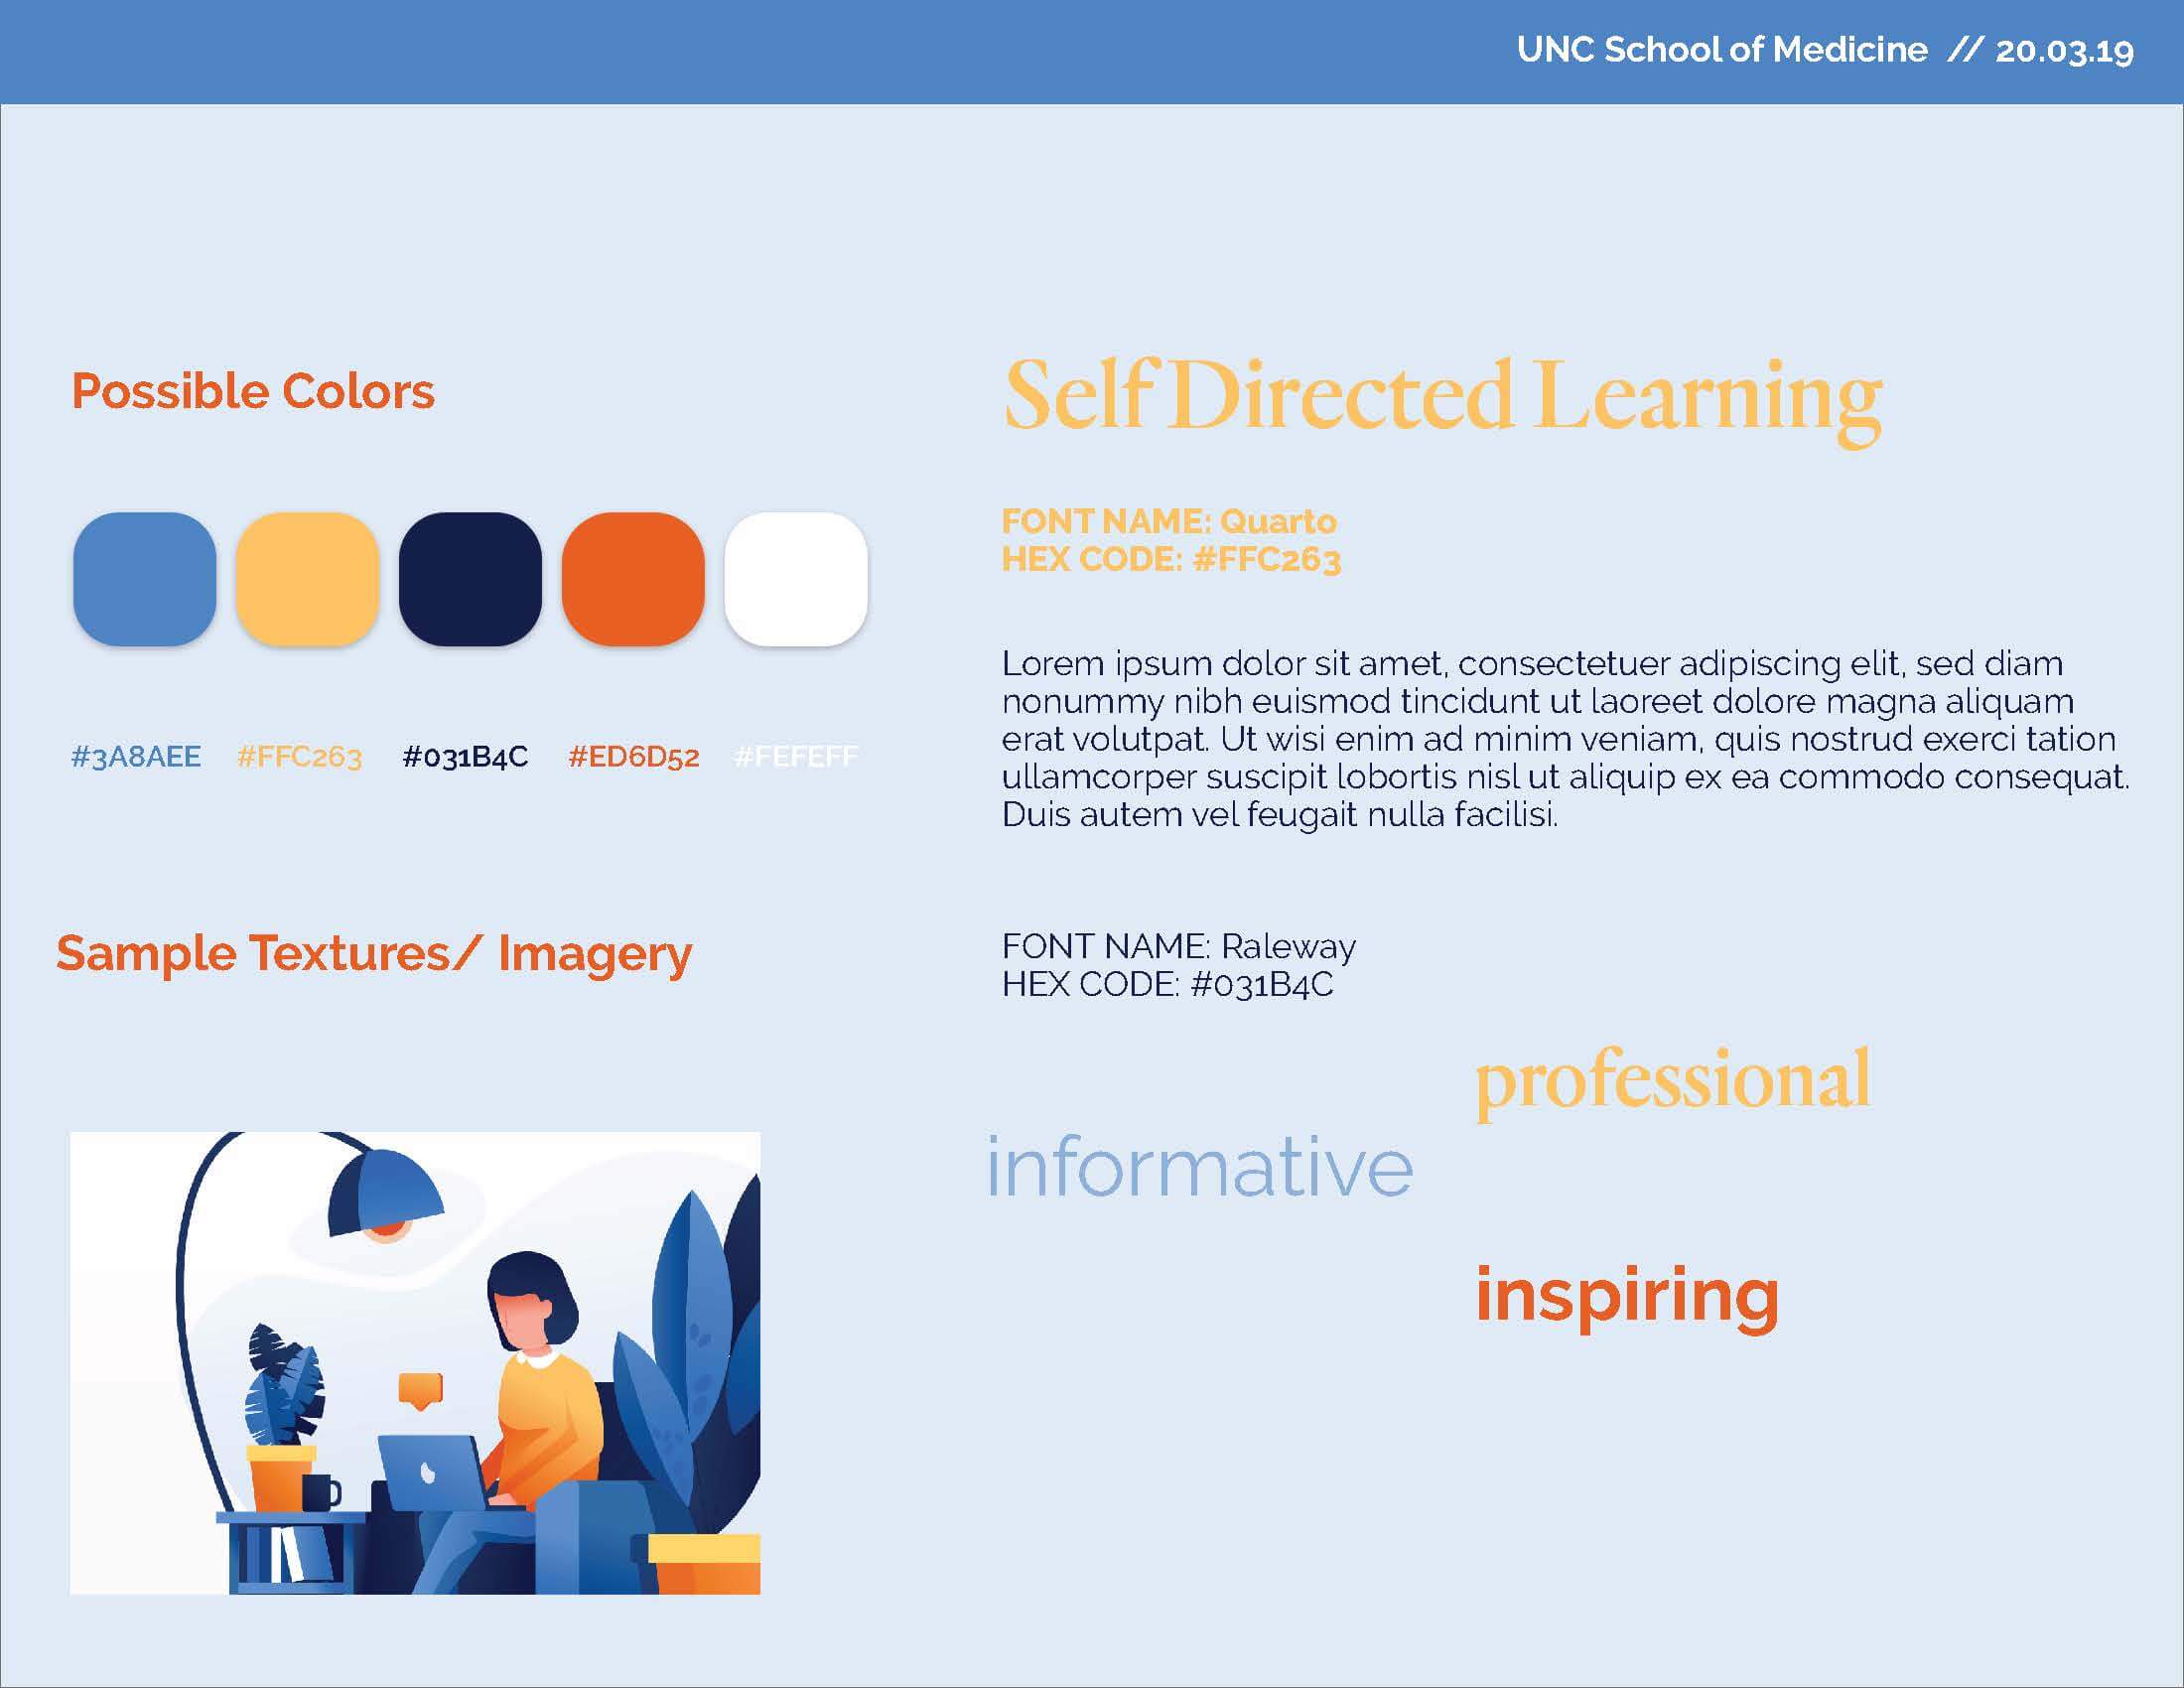 UNC School of Medicine // 20.03.19
Possible Colors
#3A8AEE #FFC263 #031B4C #ED6D52 #FEFEFF
Sample Textures/ Imagery
Self Directed Learning
FONT NAME: Quarto
HEX CODE: #FFC263
Lorem ipsum dolor sit amet, consectetuer adipiscing elit, sed diam
nonummy nibh euismod tincidunt ut laoreet dolore magna aliquam
erat volutpat. Ut wisi enim ad minim veniam, quis nostrud exerci tation
ullamcorper suscipit lobortis nisl ut aliquip ex ea commodo consequat.
Duis autem vel feugait nulla facilisi.
FONT NAME: Raleway
HEX CODE: #031B4C
professional
informative
inspiring